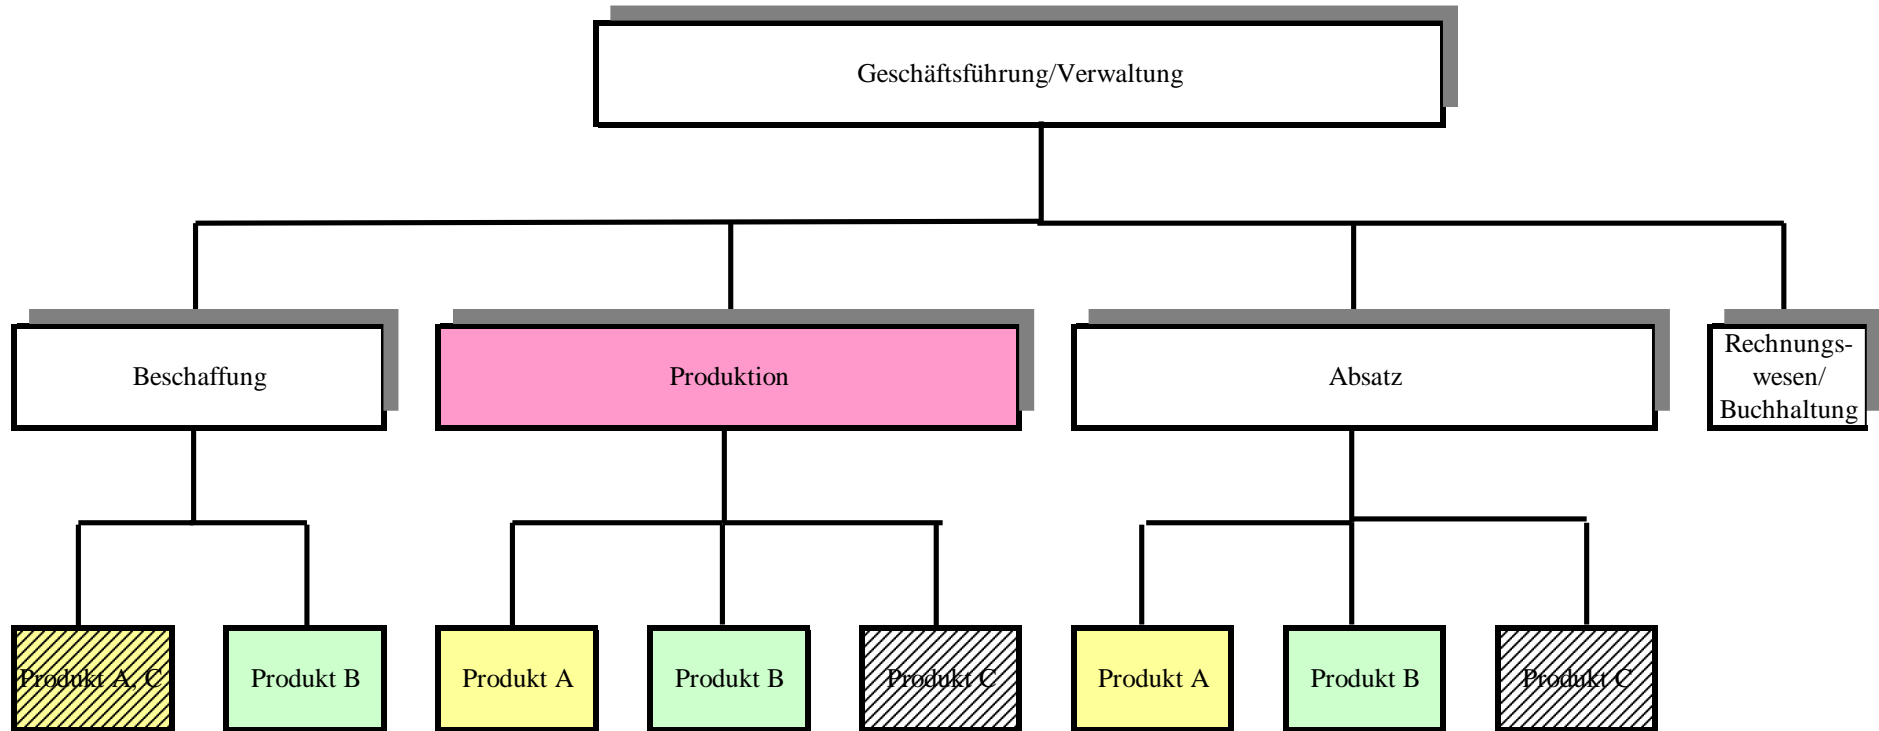 Geschäftsführung/Verwaltung
Beschaffung
Produktion
Absatz
Rechnungs-
wesen/
Buchhaltung
Produkt A, C
Produkt B
Produkt A
Produkt B
Produkt C
Produkt A
Produkt B
Produkt C